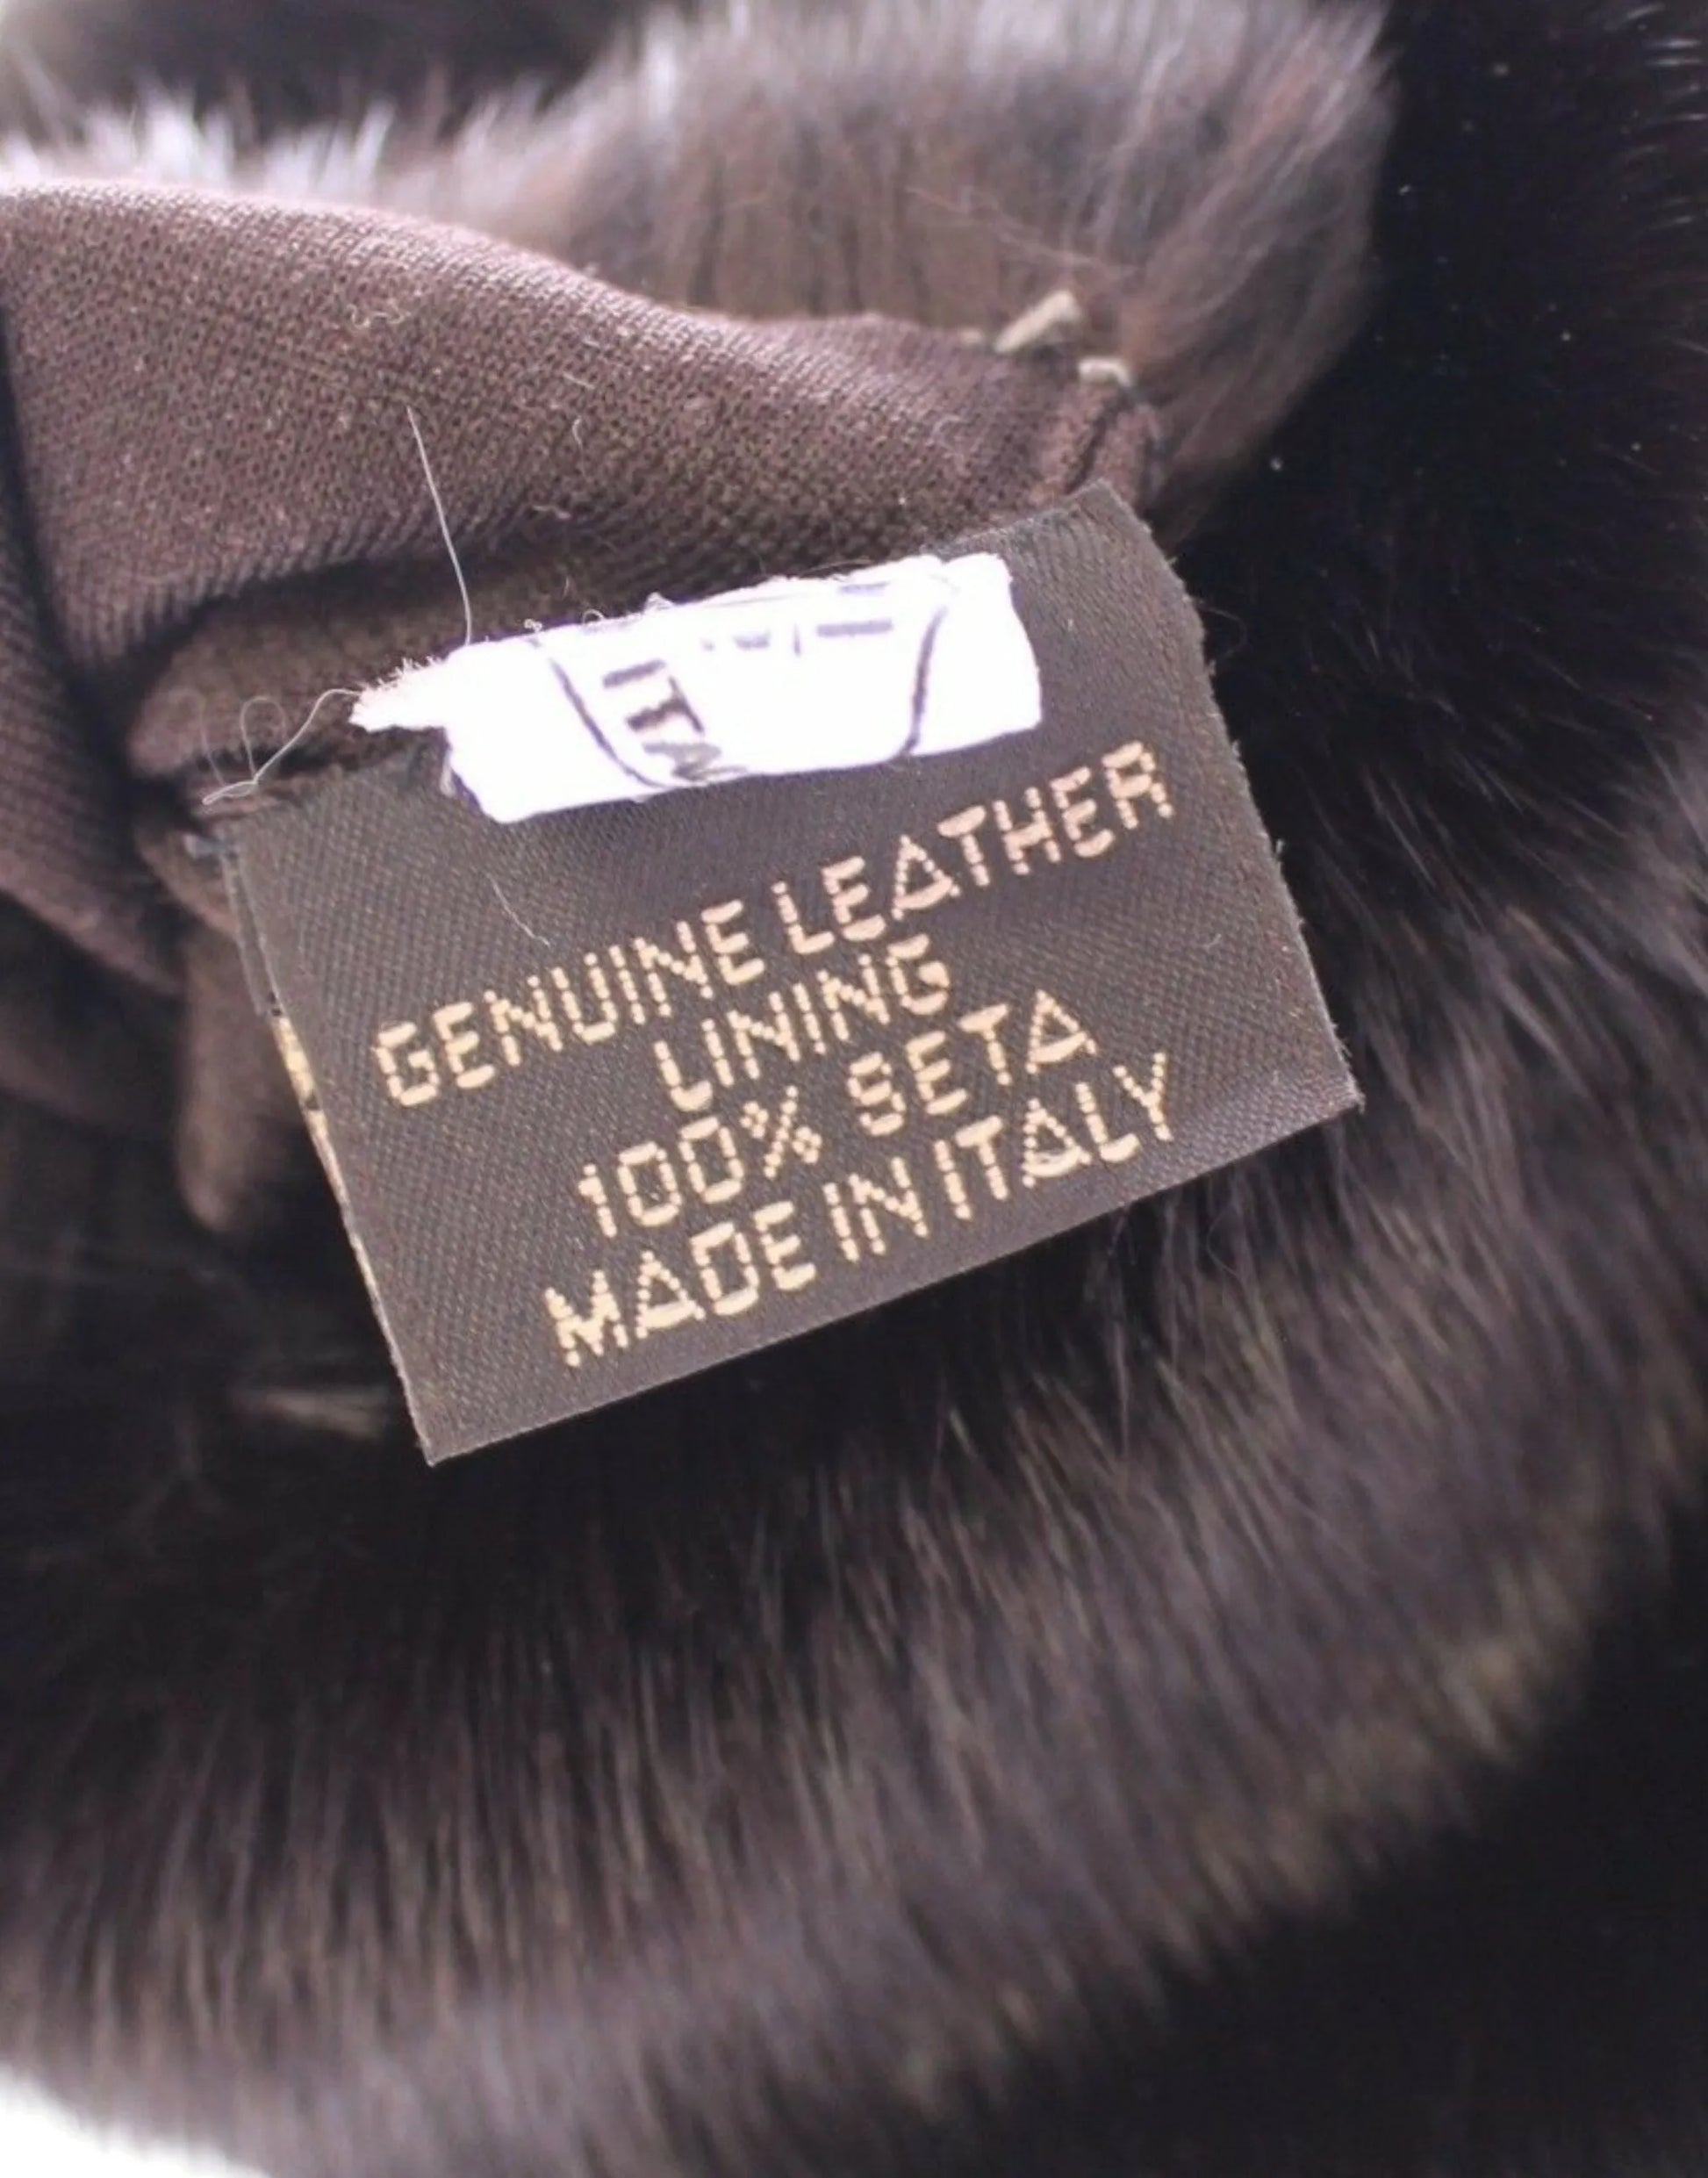 GENUINE LEATHER
LINING
100% SETA
MADE IN ITALY